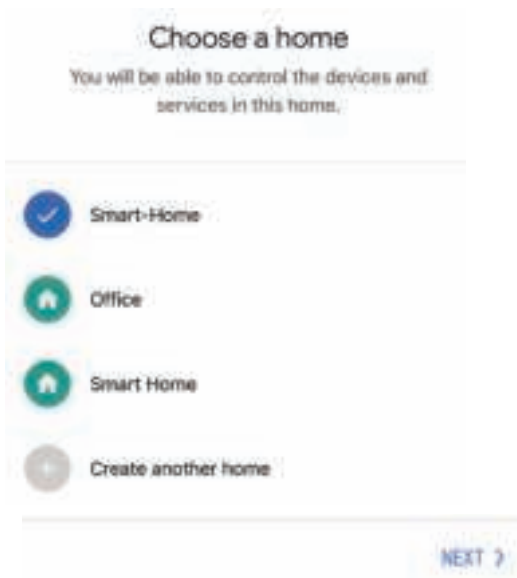 Choose a home
You will be able to control the devices and
services in this home.
Smart-Home
Office
Smart Home
Create another home
NEXT >